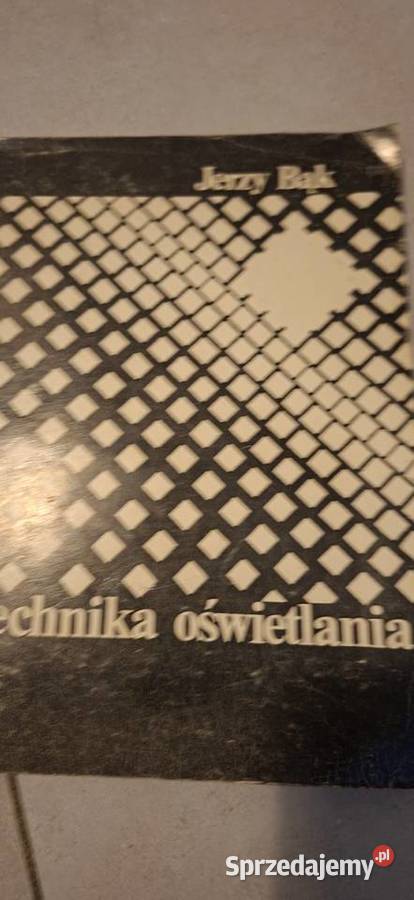 Jerzy Bąk
echnika oświetlania
Sprzedajemy.pl